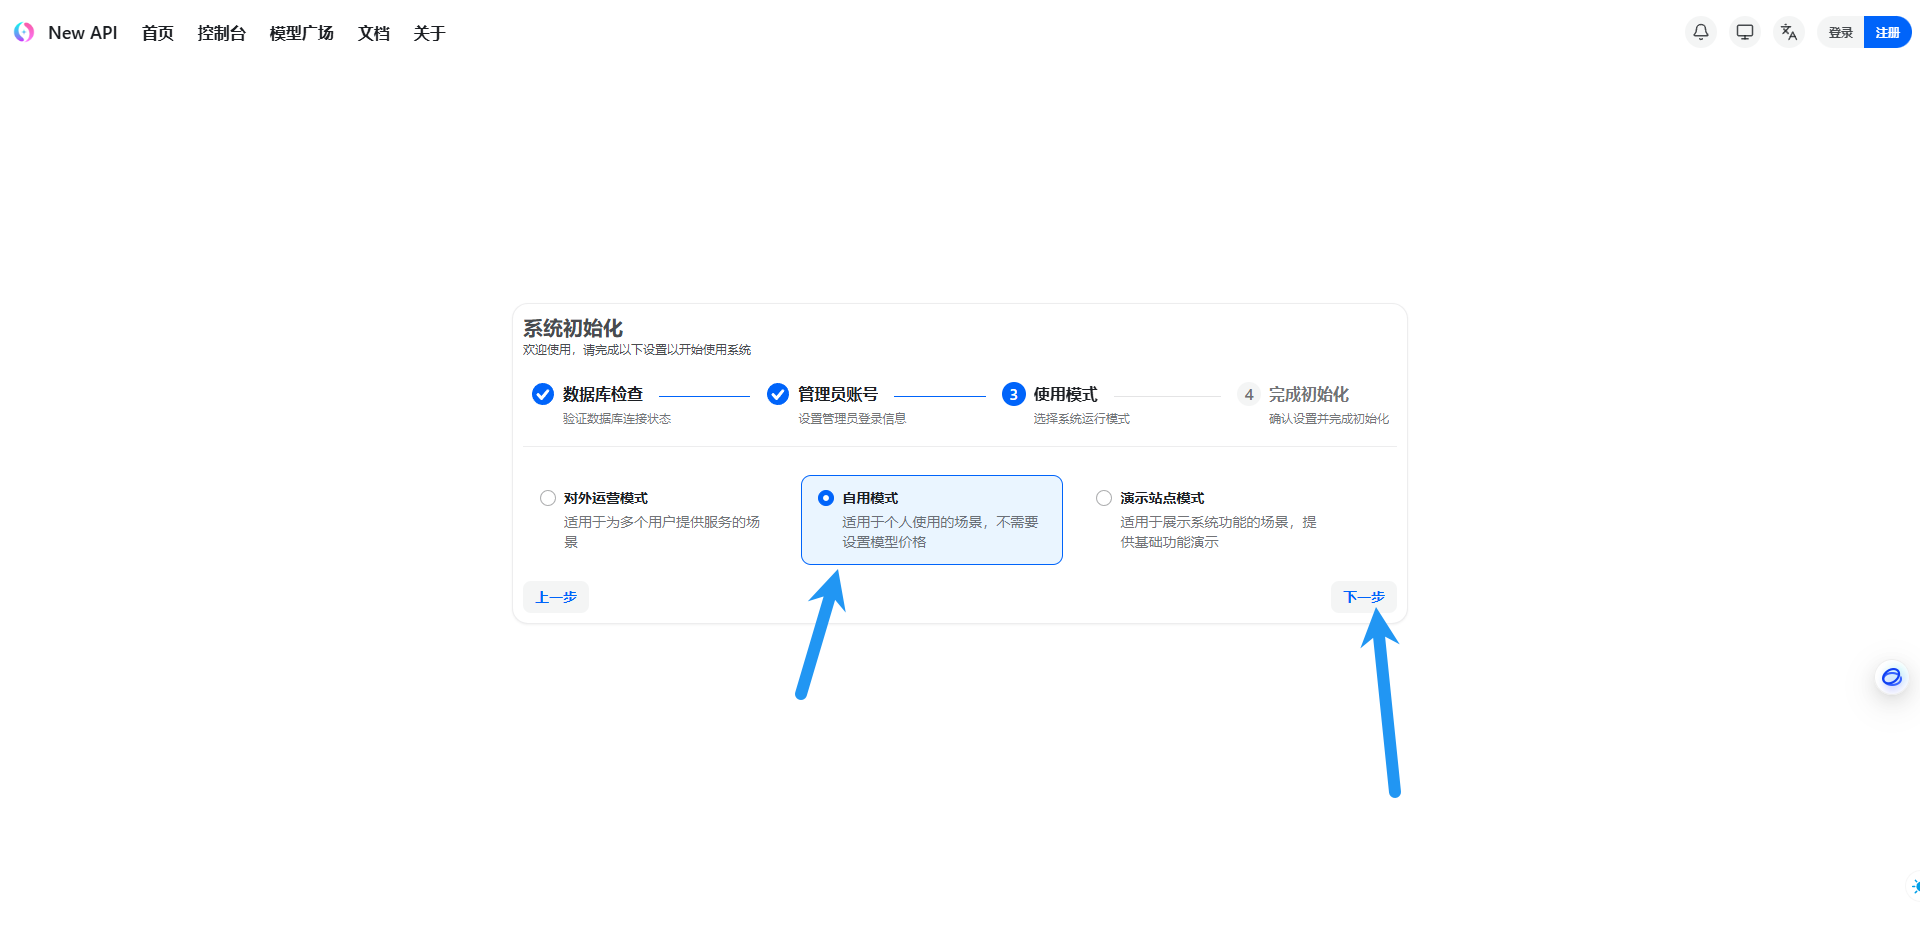 New API 首页 控制台 模型广场 文档 关于 登录 注册
系统初始化
欢迎使用，请完成以下设置以开始使用系统
数据库检查 管理员账号 3 使用模式 4 完成初始化
验证数据库连接状态 设置管理员登录信息 选择系统运行模式 确认设置并完成初始化
对外运营模式
适用于为多个用户提供服务的场
景
自用模式
适用于个人使用的场景，不需要
设置模型价格
演示站点模式
适用于展示系统功能的场景，提
供基础功能演示
上一步 下一步